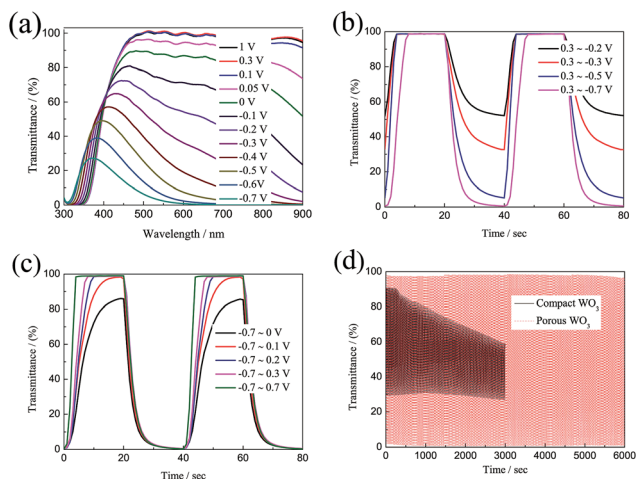 (a)
100
80
60
40
20
0
Transmittance / (%)
300 400 500 600 700 800 900
Wavelength / nm
1 V
0.3 V
0.1 V
0.05 V
0 V
-0.1 V
-0.2 V
-0.3 V
-0.4 V
-0.5 V
-0.6V
-0.7 V
(b)
100
80
60
40
20
0
Transmittance / (%)
0 20 40 60 80
Time / sec
0.3 ~ -0.2 V
0.3 ~ -0.3 V
0.3 ~ -0.5 V
0.3 ~ -0.7 V
(c)
100
80
60
40
20
0
Transmittance / (%)
0 20 40 60 80
Time / sec
-0.7 ~ 0 V
-0.7 ~ 0.1 V
-0.7 ~ 0.2 V
-0.7 ~ 0.3 V
-0.7 ~ 0.7 V
(d)
100
80
60
40
20
0
Transmittance / (%)
0 1000 2000 3000 4000 5000 6000
Time / sec
Compact WO3
Porous WO3